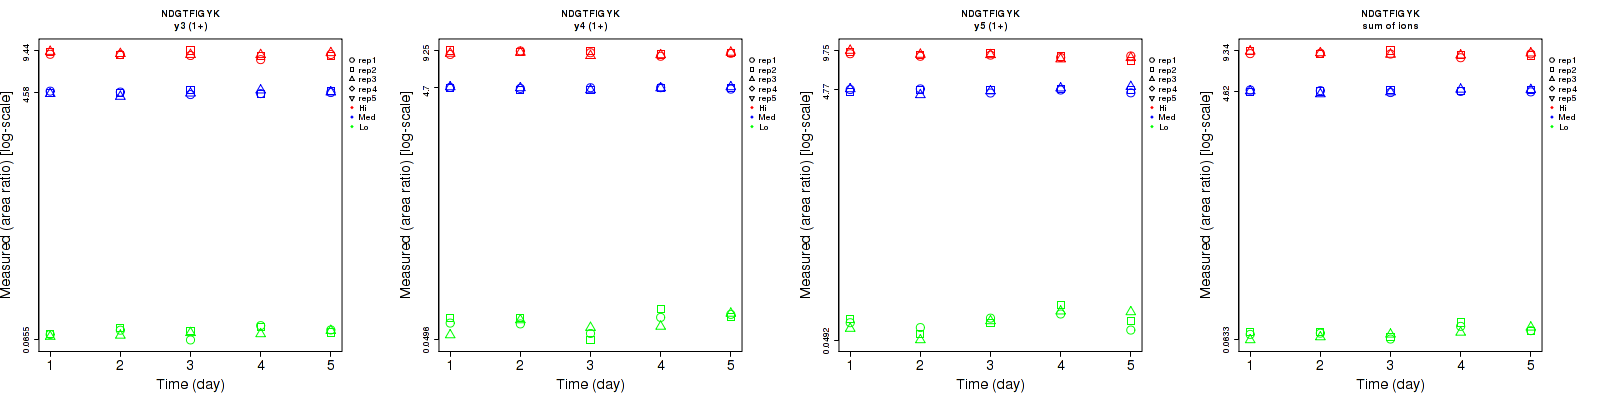 NDGTFIGYK
y3 (1+)
Measured (area ratio) [log-scale]
9.44
4.58
0.0655
1 2 3 4 5
Time (day)
rep1
rep2
rep3
rep4
rep5
Hi
Med
Lo
NDGTFIGYK
y4 (1+)
Measured (area ratio) [log-scale]
9.25
4.7
0.0496
1 2 3 4 5
Time (day)
rep1
rep2
rep3
rep4
rep5
Hi
Med
Lo
NDGTFIGYK
y5 (1+)
Measured (area ratio) [log-scale]
9.75
4.77
0.0492
1 2 3 4 5
Time (day)
rep1
rep2
rep3
rep4
rep5
Hi
Med
Lo
NDGTFIGYK
sum of ions
Measured (area ratio) [log-scale]
9.34
4.62
0.0633
1 2 3 4 5
Time (day)
rep1
rep2
rep3
rep4
rep5
Hi
Med
Lo